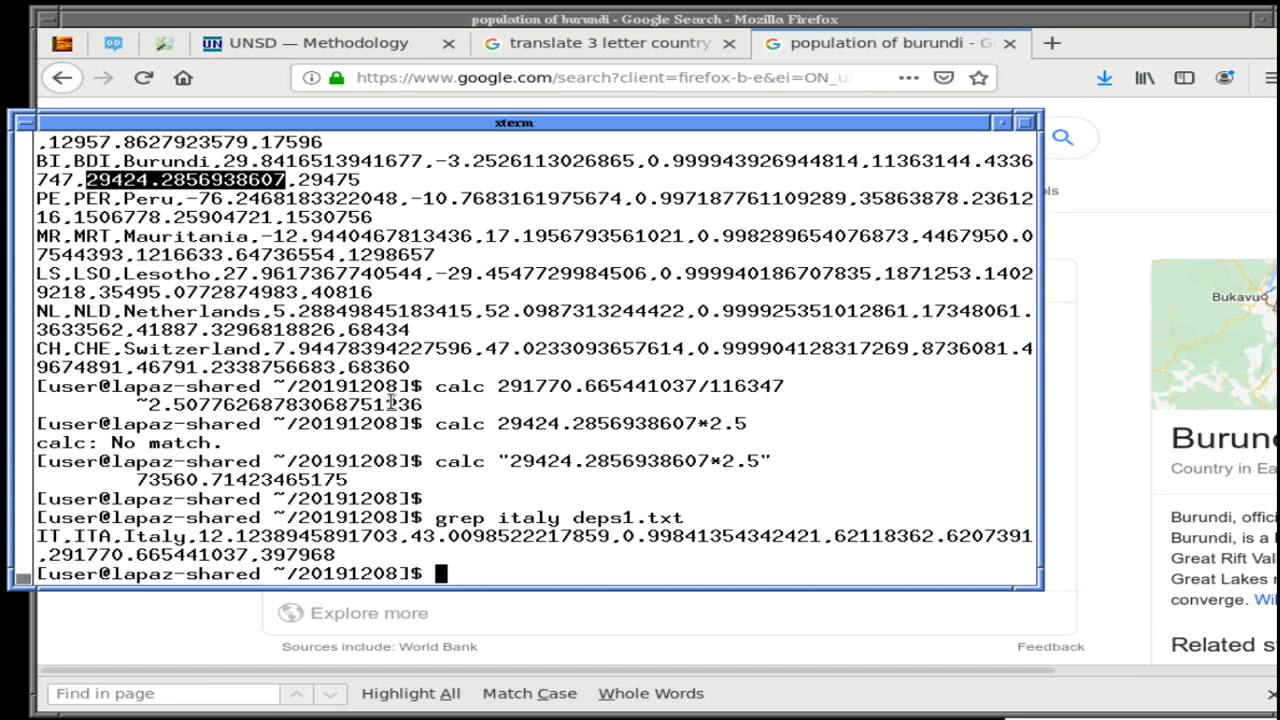 population of burundi - Google Search - Mozilla Firefox
UNSD — Methodology
translate 3 letter country
population of burundi - G
https://www.google.com/search?client=firefox-b-e&ei=ON_u
xterm
,12957.8627923579,17596
BI,BDI,Burundi,29.8416513941677,-3.2526113026865,0.999943926944814,11363144.4336
747,29424.2856938607,29475
PE,PER,Peru,-76.2468183322048,-10.7683161975674,0.997187761109289,35863878.23612
16,1506778.25904721,1530756
MR,MRT,Mauritania,-12.9440467813436,17.1956793561021,0.998289654076873,4467950.0
7544393,1216633.64736554,1298657
LS,LSO,Lesotho,27.9617367740544,-29.4547729984506,0.999940186707835,1871253.1402
9218,35495.0772874983,40816
NL,NLD,Netherlands,5.28849845183415,52.0987313244422,0.999925351012861,17348061.
3633562,41887.3296818826,68434
CH,CHE,Switzerland,7.94478394227596,47.0233093657614,0.999904128317269,8736081.4
9674891,46791.2338756683,68360
[user@lapaz-shared ~/20191208]$ calc 291770.665441037/116347
~2.50776268783068751236
[user@lapaz-shared ~/20191208]$ calc 29424.2856938607*2.5
calc: No match.
[user@lapaz-shared ~/20191208]$ calc "29424.2856938607*2.5"
73560.71423465175
[user@lapaz-shared ~/20191208]$
[user@lapaz-shared ~/20191208]$ grep italy deps1.txt
IT,ITA,Italy,12.1238945891703,43.0098522217859,0.99841354342421,62118362.6207391
,291770.665441037,397968
[user@lapaz-shared ~/20191208]$
Bukavu
Burun
Country in Ea
Burundi, offici
Burundi, is a l
Great Rift Val
Great Lakes r
converge. Wi
Related s
Explore more
Sources include: World Bank
Feedback
Find in page
Highlight All
Match Case
Whole Words